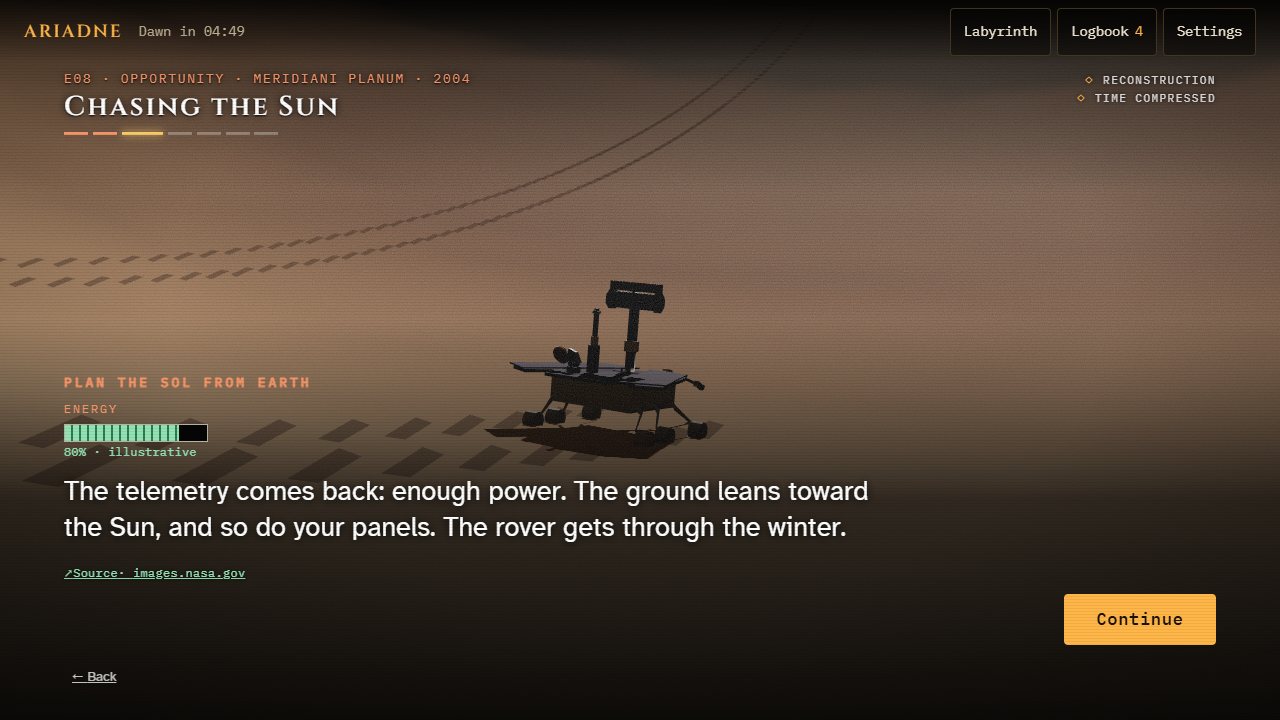 ARIADNE Dawn in 04:49 Labyrinth Logbook 4 Settings
E08 · OPPORTUNITY · MERIDIANI PLANUM · 2004
CHASING THE SUN
◇ RECONSTRUCTION
◇ TIME COMPRESSED
PLAN THE SOL FROM EARTH
ENERGY
80% · illustrative
The telemetry comes back: enough power. The ground leans toward
the Sun, and so do your panels. The rover gets through the winter.
↗Source· images.nasa.gov
Continue
← Back